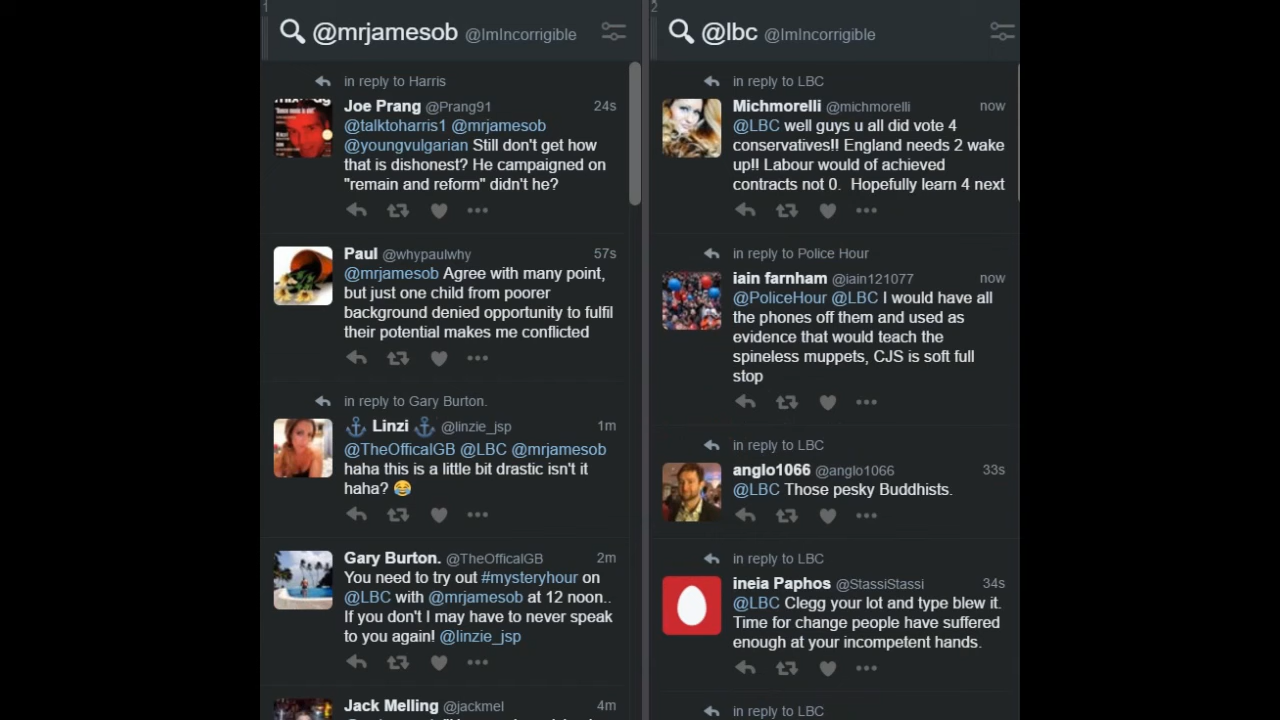 1
@mrjamesob @ImIncorrigible
in reply to Harris
Joe Prang @Prang91 24s
@talktoharris1 @mrjamesob
@youngvulgarian Still don't get how
that is dishonest? He campaigned on
"remain and reform" didn't he?
Paul @whypaulwhy 57s
@mrjamesob Agree with many point,
but just one child from poorer
background denied opportunity to fulfil
their potential makes me conflicted
in reply to Gary Burton.
⚓ Linzi ⚓ @linzie_jsp 1m
@TheOfficalGB @LBC @mrjamesob
haha this is a little bit drastic isn't it
haha? 😂
Gary Burton. @TheOfficalGB 2m
You need to try out #mysteryhour on
@LBC with @mrjamesob at 12 noon..
If you don't I may have to never speak
to you again! @linzie_jsp
Jack Melling @jackmel 4m
2
@lbc @ImIncorrigible
in reply to LBC
Michmorelli @michmorelli now
@LBC well guys u all did vote 4
conservatives!! England needs 2 wake
up!! Labour would of achieved
contracts not 0. Hopefully learn 4 next
in reply to Police Hour
iain farnham @iain121077 now
@PoliceHour @LBC I would have all
the phones off them and used as
evidence that would teach the
spineless muppets, CJS is soft full
stop
in reply to LBC
anglo1066 @anglo1066 33s
@LBC Those pesky Buddhists.
in reply to LBC
ineia Paphos @StassiStassi 34s
@LBC Clegg your lot and type blew it.
Time for change people have suffered
enough at your incompetent hands.
in reply to LBC